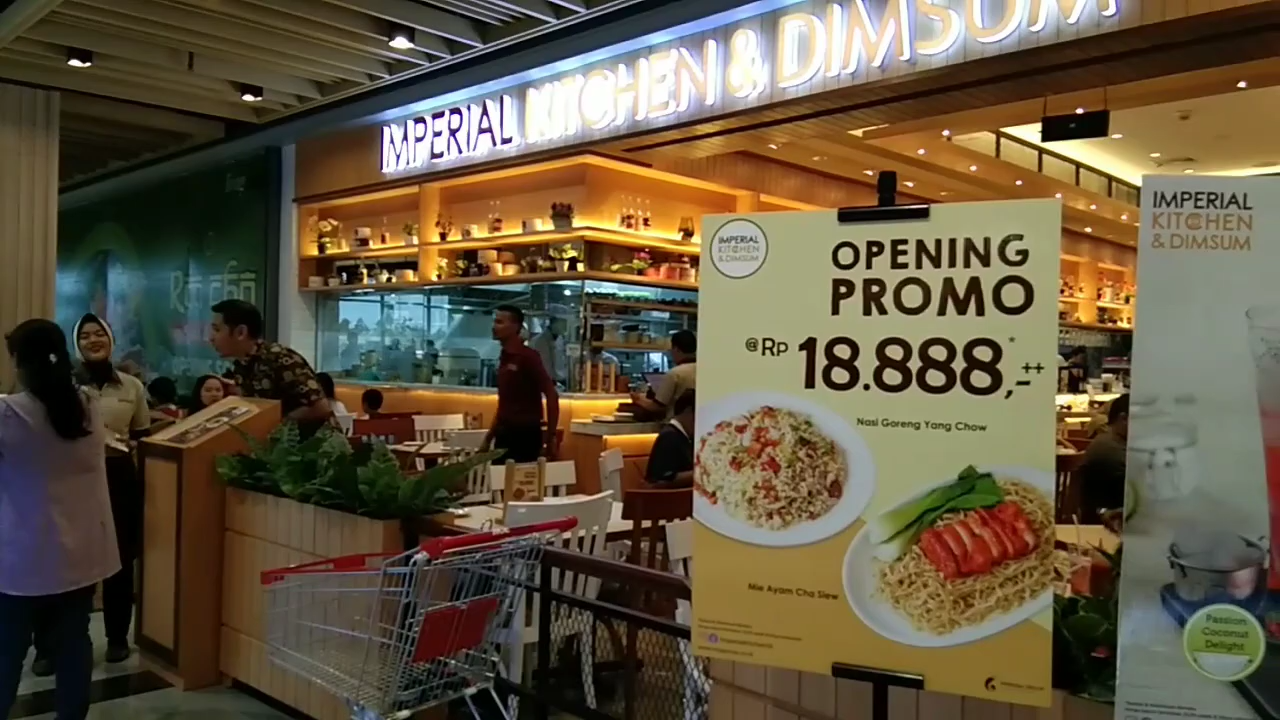 IMPERIAL KITCHEN & DIMSUM
IMPERIAL
KITCHEN
& DIMSUM
OPENING
PROMO
@Rp 18.888,-*++
Nasi Goreng Yang Chow
Mie Ayam Cha Siew
IMPERIAL
KITCHEN
& DIMSUM
Passion
Coconut
Delight